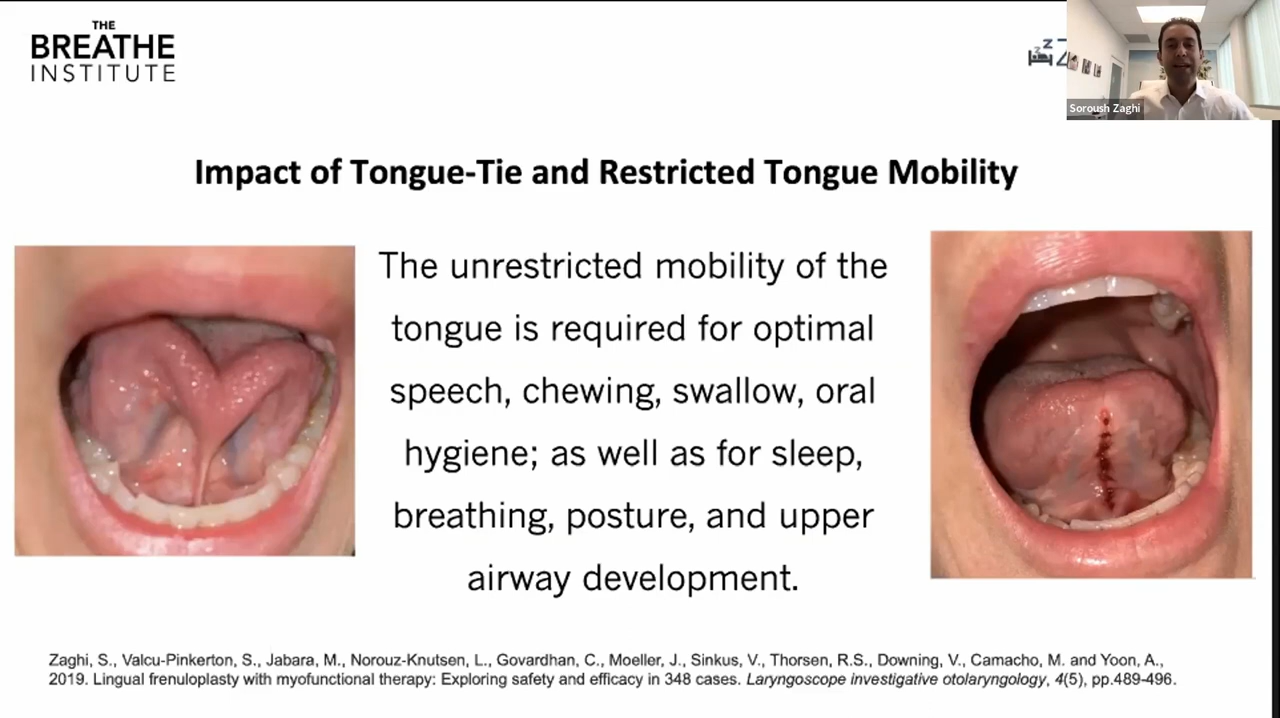 THE
BREATHE
INSTITUTE
z
z
Z
Soroush Zaghi
Impact of Tongue-Tie and Restricted Tongue Mobility
The unrestricted mobility of the
tongue is required for optimal
speech, chewing, swallow, oral
hygiene; as well as for sleep,
breathing, posture, and upper
airway development.
Zaghi, S., Valcu-Pinkerton, S., Jabara, M., Norouz-Knutsen, L., Govardhan, C., Moeller, J., Sinkus, V., Thorsen, R.S., Downing, V., Camacho, M. and Yoon, A.,
2019. Lingual frenuloplasty with myofunctional therapy: Exploring safety and efficacy in 348 cases. Laryngoscope investigative otolaryngology, 4(5), pp.489-496.